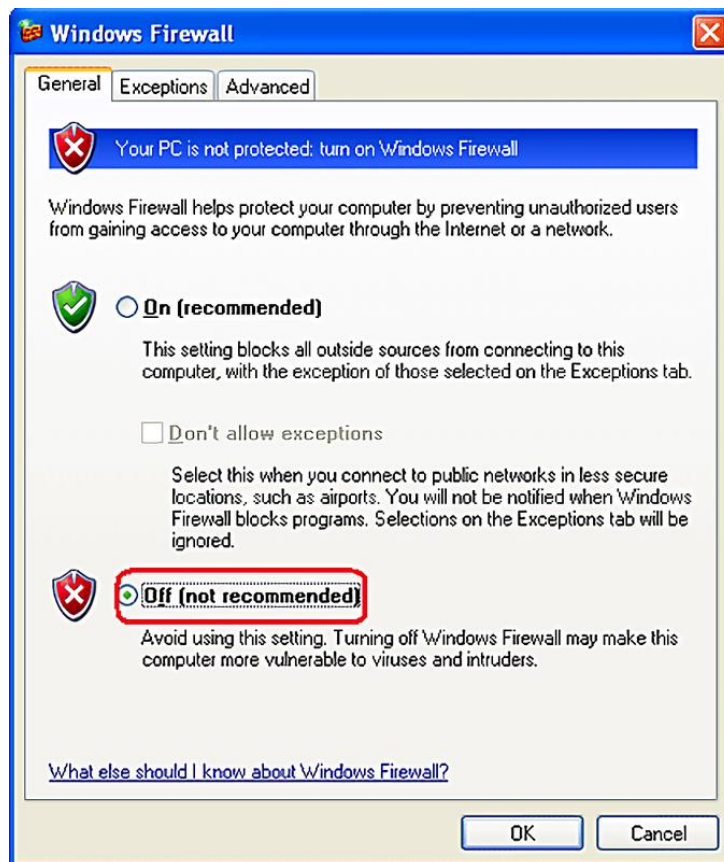 Windows Firewall
General
Exceptions
Advanced
Your PC is not protected: turn on Windows Firewall
Windows Firewall helps protect your computer by preventing unauthorized users
from gaining access to your computer through the Internet or a network.
On (recommended)
This setting blocks all outside sources from connecting to this
computer, with the exception of those selected on the Exceptions tab.
Don't allow exceptions
Select this when you connect to public networks in less secure
locations, such as airports. You will not be notified when Windows
Firewall blocks programs. Selections on the Exceptions tab will be
ignored.
Off (not recommended)
Avoid using this setting. Turning off Windows Firewall may make this
computer more vulnerable to viruses and intruders.
What else should I know about Windows Firewall?
OK
Cancel